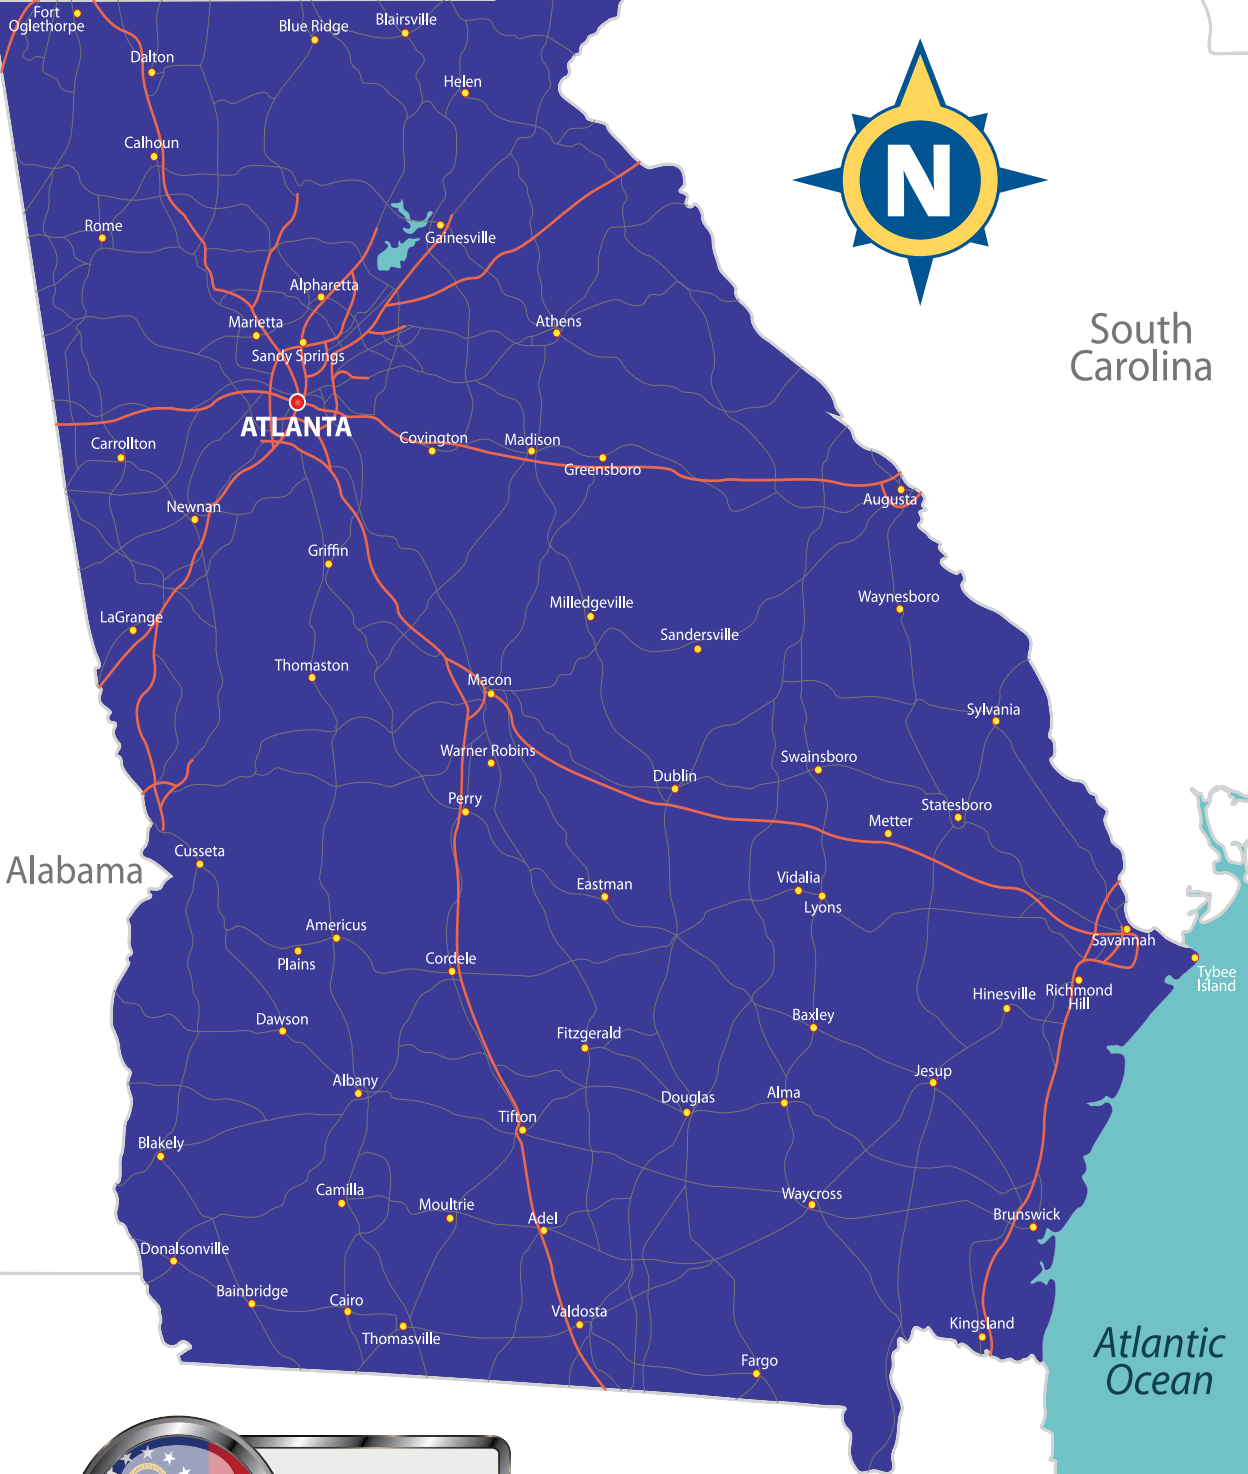 Fort
Oglethorpe
Blue Ridge
Blairsville
Dalton
Helen
Calhoun
N
Rome
Gainesville
Alpharetta
Marietta
Athens
Sandy Springs
South
Carolina
ATLANTA
Carrollton
Covington
Madison
Greensboro
Augusta
Newnan
Griffin
LaGrange
Milledgeville
Waynesboro
Sandersville
Thomaston
Macon
Sylvania
Warner Robins
Swainsboro
Dublin
Perry
Statesboro
Metter
Alabama
Cusseta
Eastman
Vidalia
Lyons
Americus
Plains
Cordele
Savannah
Tybee
Island
Hinesville
Richmond
Hill
Dawson
Baxley
Fitzgerald
Jesup
Albany
Douglas
Alma
Tifton
Blakely
Camilla
Moultrie
Waycross
Adel
Brunswick
Donalsonville
Bainbridge
Cairo
Valdosta
Kingsland
Thomasville
Fargo
Atlantic
Ocean